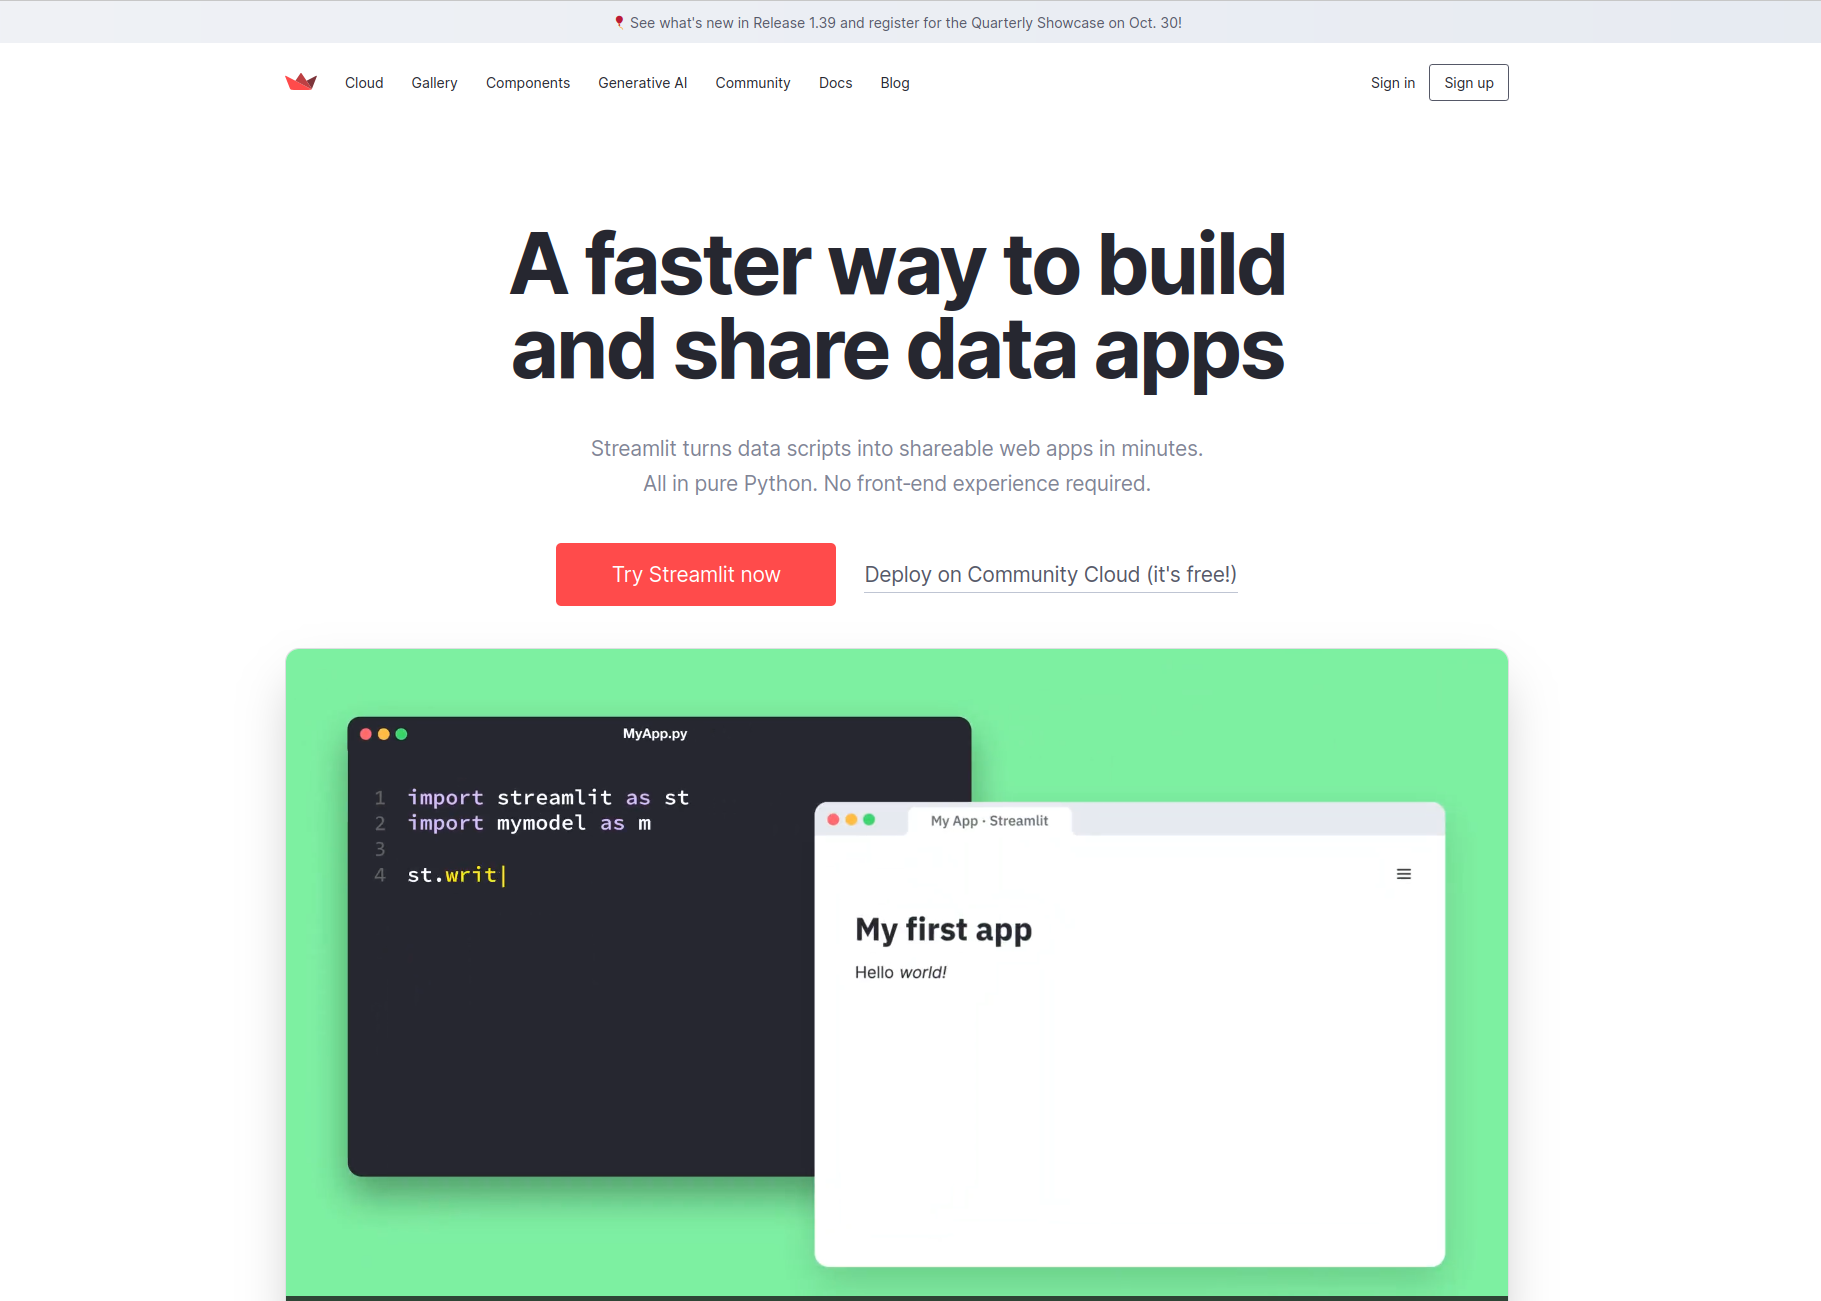 See what's new in Release 1.39 and register for the Quarterly Showcase on Oct. 30!
Cloud Gallery Components Generative AI Community Docs Blog Sign in Sign up
A faster way to build
and share data apps
Streamlit turns data scripts into shareable web apps in minutes.
All in pure Python. No front-end experience required.
Try Streamlit now Deploy on Community Cloud (it's free!)
MyApp.py
1 import streamlit as st
2 import mymodel as m
3
4 st.writ
My App · Streamlit
My first app
Hello world!